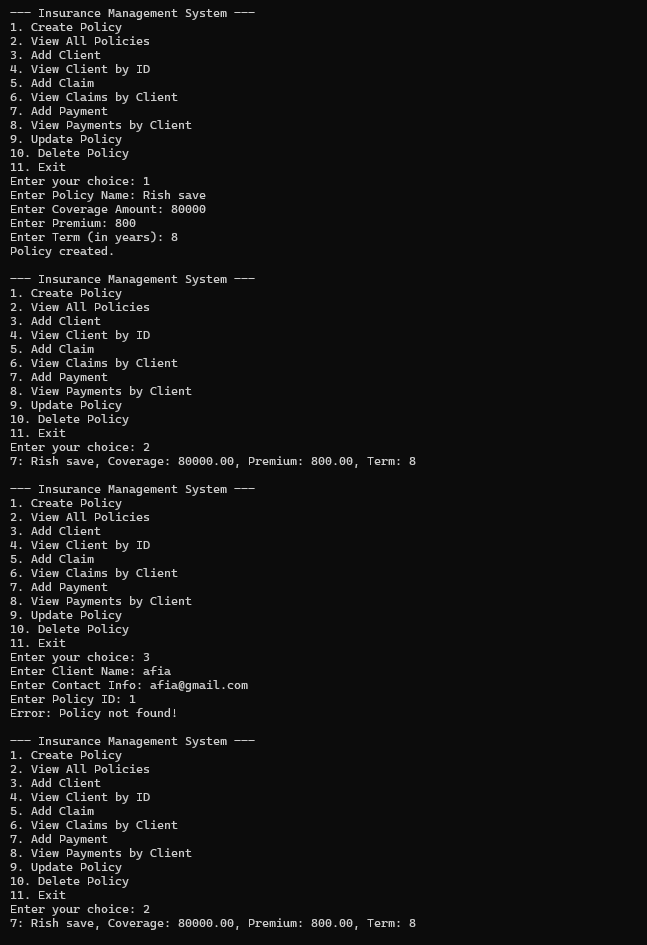 --- Insurance Management System ---
1. Create Policy
2. View All Policies
3. Add Client
4. View Client by ID
5. Add Claim
6. View Claims by Client
7. Add Payment
8. View Payments by Client
9. Update Policy
10. Delete Policy
11. Exit
Enter your choice: 1
Enter Policy Name: Rish save
Enter Coverage Amount: 80000
Enter Premium: 800
Enter Term (in years): 8
Policy created.

--- Insurance Management System ---
1. Create Policy
2. View All Policies
3. Add Client
4. View Client by ID
5. Add Claim
6. View Claims by Client
7. Add Payment
8. View Payments by Client
9. Update Policy
10. Delete Policy
11. Exit
Enter your choice: 2
7: Rish save, Coverage: 80000.00, Premium: 800.00, Term: 8

--- Insurance Management System ---
1. Create Policy
2. View All Policies
3. Add Client
4. View Client by ID
5. Add Claim
6. View Claims by Client
7. Add Payment
8. View Payments by Client
9. Update Policy
10. Delete Policy
11. Exit
Enter your choice: 3
Enter Client Name: afia
Enter Contact Info: afia@gmail.com
Enter Policy ID: 1
Error: Policy not found!

--- Insurance Management System ---
1. Create Policy
2. View All Policies
3. Add Client
4. View Client by ID
5. Add Claim
6. View Claims by Client
7. Add Payment
8. View Payments by Client
9. Update Policy
10. Delete Policy
11. Exit
Enter your choice: 2
7: Rish save, Coverage: 80000.00, Premium: 800.00, Term: 8